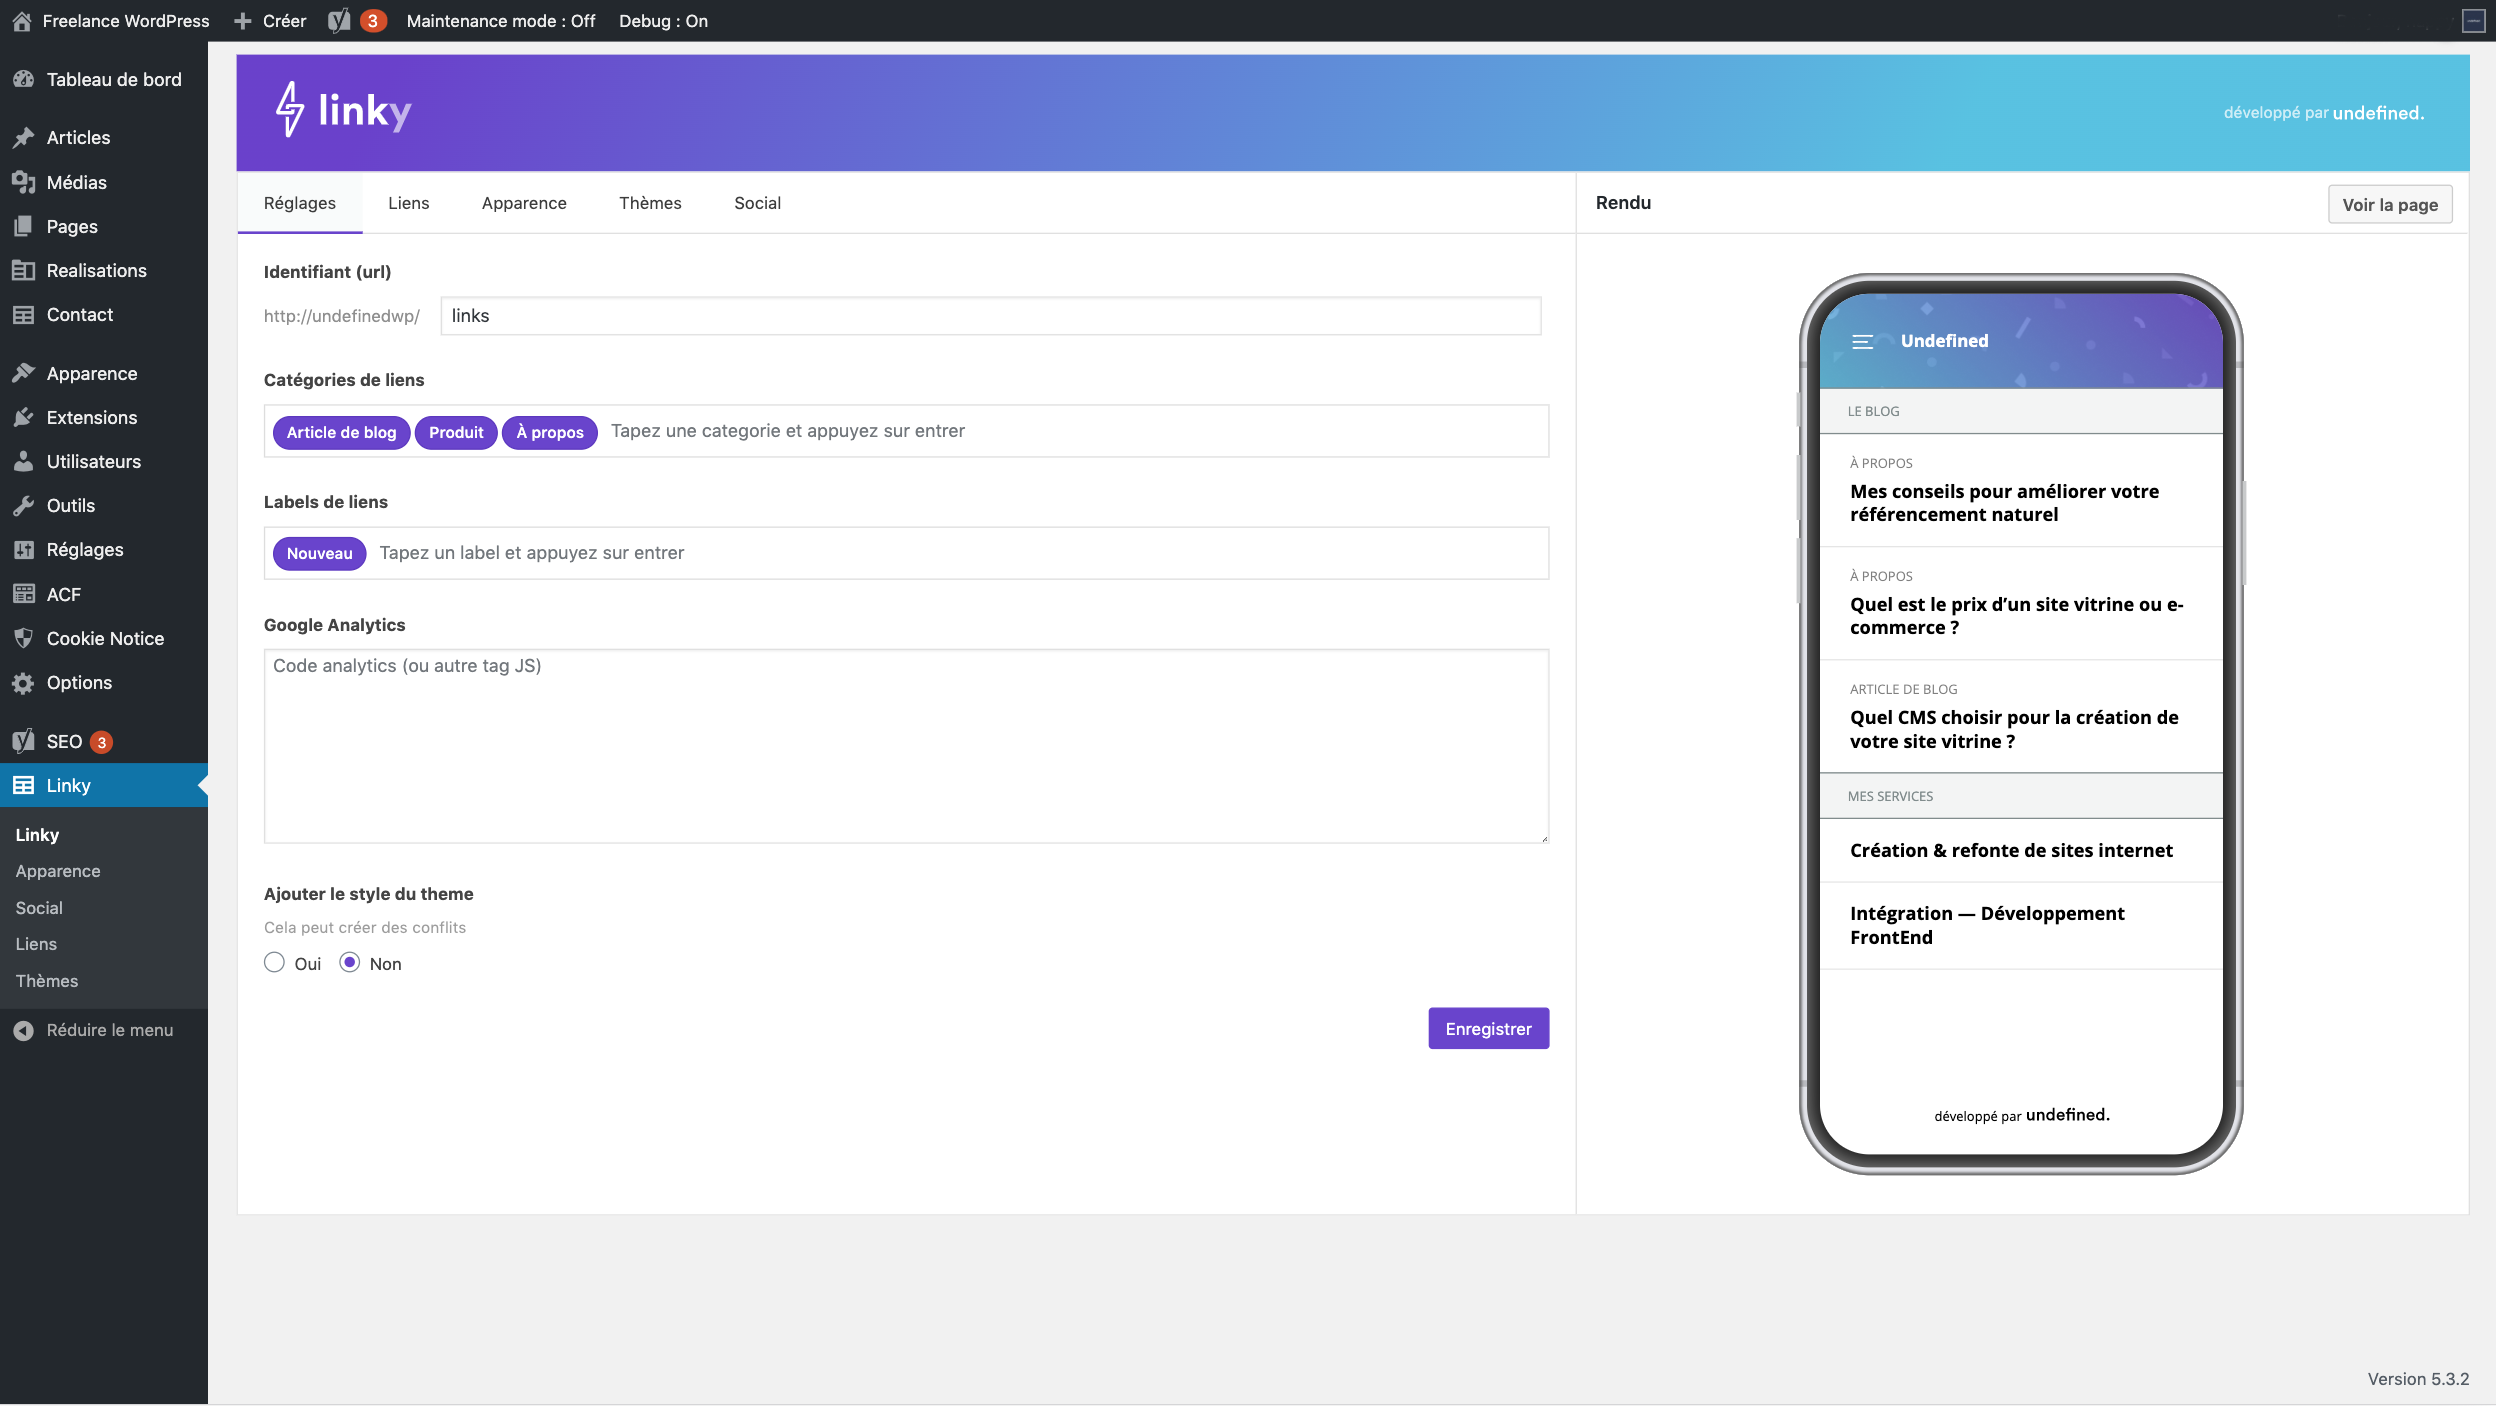 Freelance WordPress Créer 3 Maintenance mode : Off Debug : On
Tableau de bord
Articles
Médias
Pages
Realisations
Contact
Apparence
Extensions
Utilisateurs
Outils
Réglages
ACF
Cookie Notice
Options
SEO 3
Linky
Linky
Apparence
Social
Liens
Thèmes
Réduire le menu
linky
développé par undefined.
Réglages Liens Apparence Thèmes Social
Identifiant (url)
http://undefinedwp/ links
Catégories de liens
Article de blog Produit À propos Tapez une categorie et appuyez sur entrer
Labels de liens
Nouveau Tapez un label et appuyez sur entrer
Google Analytics
Code analytics (ou autre tag JS)
Ajouter le style du theme
Cela peut créer des conflits
Oui Non
Enregistrer
Rendu Voir la page
Undefined
LE BLOG
À PROPOS
Mes conseils pour améliorer votre
référencement naturel
À PROPOS
Quel est le prix d’un site vitrine ou e-
commerce ?
ARTICLE DE BLOG
Quel CMS choisir pour la création de
votre site vitrine ?
MES SERVICES
Création & refonte de sites internet
Intégration — Développement
FrontEnd
développé par undefined.
Version 5.3.2